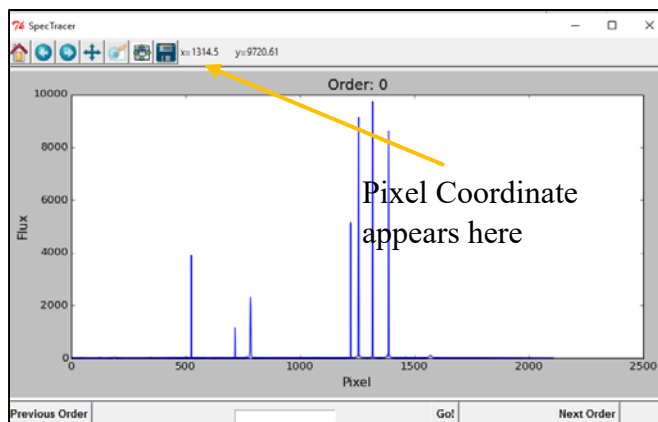 SpecTracer
x=1314.5 y=9720.61
Order: 0
10000
8000
6000
4000
2000
0
Flux
Pixel Coordinate
appears here
0 500 1000 1500 2000 2500
Pixel
Previous Order Go! Next Order